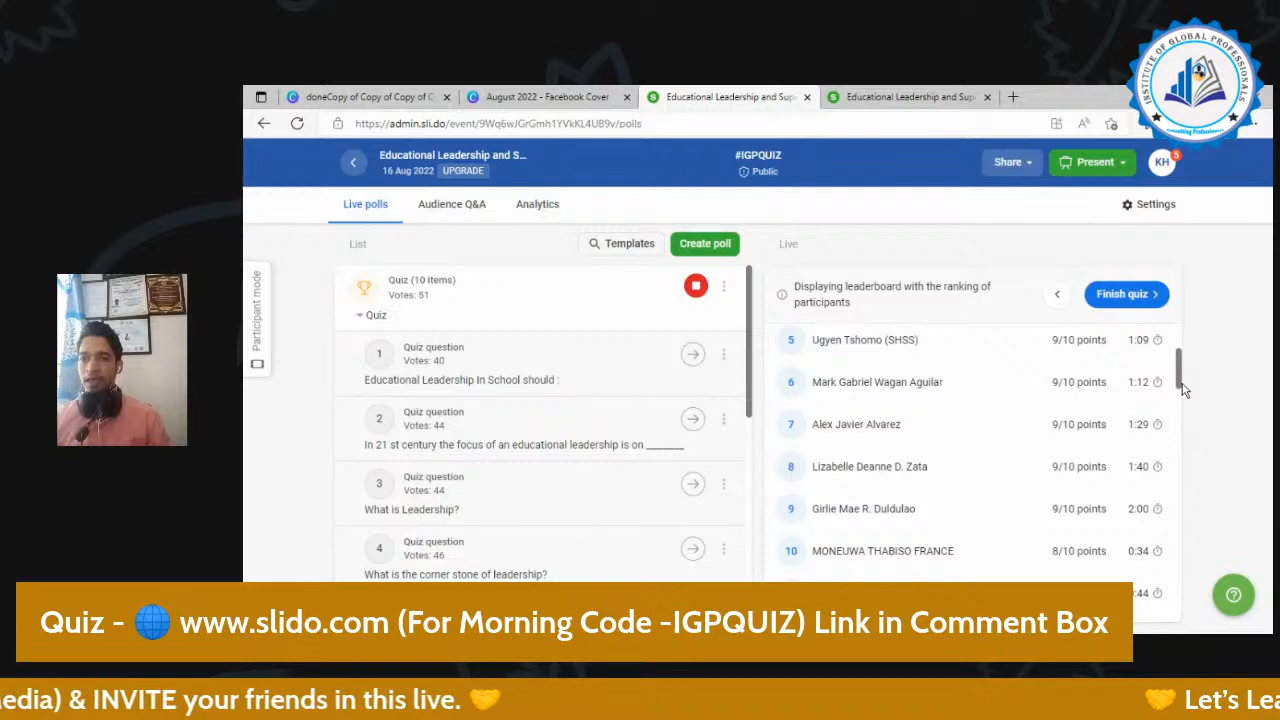 INSTITUTE OF GLOBAL PROFESSIONALS
doneCopy of Copy of Copy of C
August 2022 - Facebook Cover
Educational Leadership and Sup
Educational Leadership and Sup
https://admin.sli.do/event/9Wq6wJGrGmh1YVkKL4UB9v/polls
Educational Leadership and S...
16 Aug 2022 UPGRADE
#IGPQUIZ
Public
Share
Present
KH
5
Live polls
Audience Q&A
Analytics
Settings
Participant mode
List
Templates
Create poll
Quiz (10 items)
Votes: 51
Quiz
1
Quiz question
Votes: 40
Educational Leadership In School should :
2
Quiz question
Votes: 44
In 21 st century the focus of an educational leadership is on ________
3
Quiz question
Votes: 44
What is Leadership?
4
Quiz question
Votes: 46
What is the corner stone of leadership?
Live
Displaying leaderboard with the ranking of
participants
Finish quiz
5 Ugyen Tshomo (SHSS) 9/10 points 1:09
6 Mark Gabriel Wagan Aguilar 9/10 points 1:12
7 Alex Javier Alvarez 9/10 points 1:29
8 Lizabelle Deanne D. Zata 9/10 points 1:40
9 Girlie Mae R. Duldulao 9/10 points 2:00
10 MONEUWA THABISO FRANCE 8/10 points 0:34
:44
Quiz - 🌐 www.slido.com (For Morning Code -IGPQUIZ) Link in Comment Box
edia) & INVITE your friends in this live. 🤝
🤝 Let's Lea